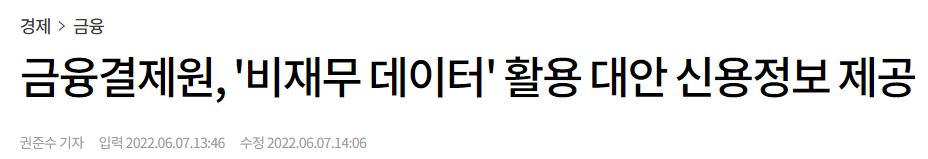 경제 > 금융
금융결제원, '비재무 데이터' 활용 대안 신용정보 제공
권준수 기자 입력 2022.06.07.13:46 수정 2022.06.07.14:06